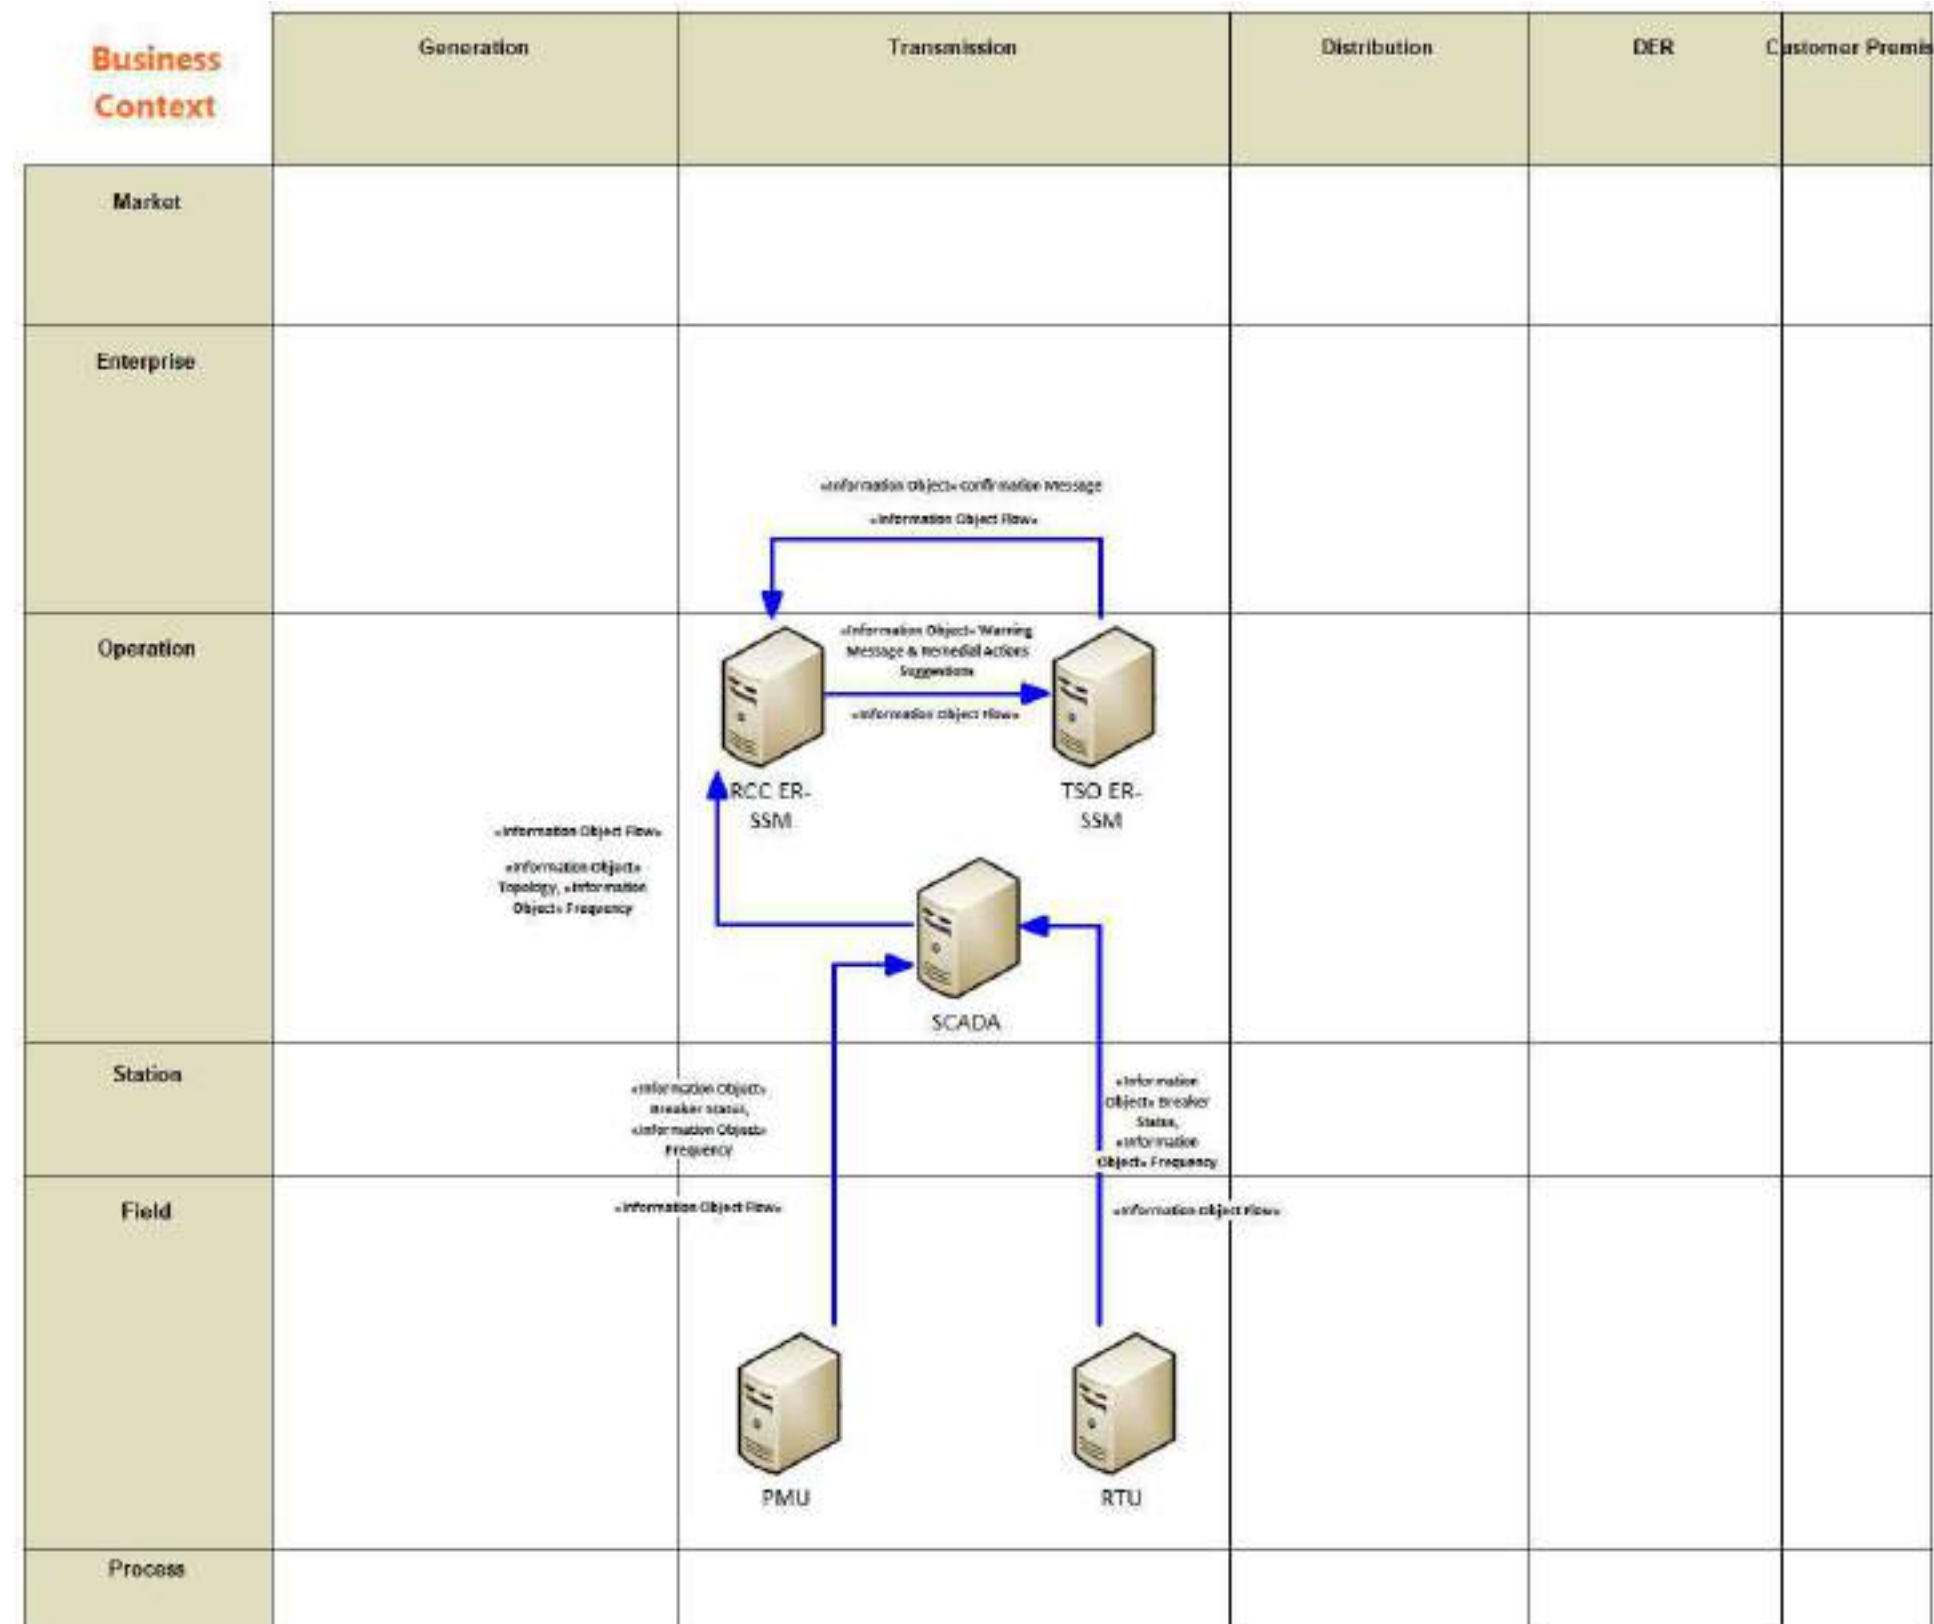 Business
Context
Generation
Transmission
Distribution
DER
Customer Premis
Market
Enterprise
«Information Object» Confirmation Message
«Information Object Flow»
Operation
«Information Object» Warning
Message & Remedial Actions
Suggestions
«Information Object Flow»
RCC ER-
SSM
TSO ER-
SSM
«Information Object Flow»
«Information Object»
Topology, «Information
Object» Frequency
SCADA
Station
«Information Object»
Breaker Status,
«Information Object»
Frequency
«Information
Object» Breaker
Status,
«Information
Object» Frequency
Field
«Information Object Flow»
«Information Object Flow»
PMU
RTU
Process